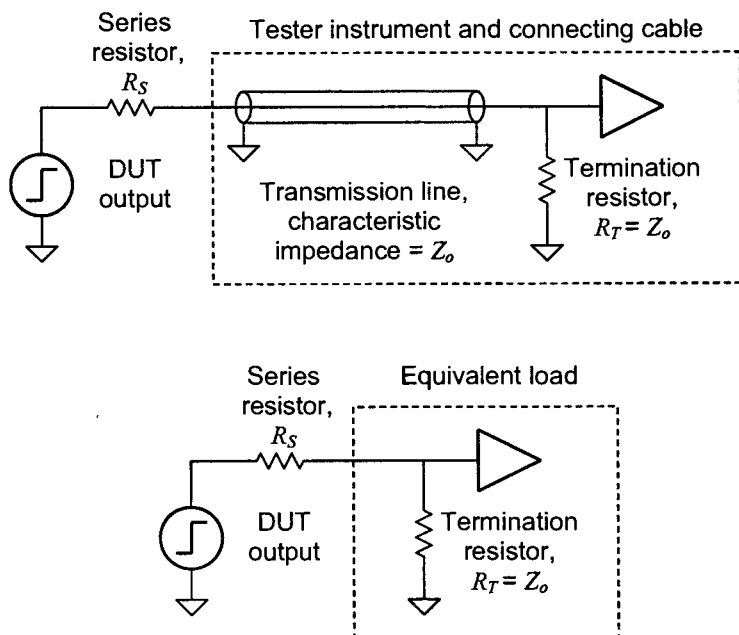 Series
resistor,
R_S
Tester instrument and connecting cable
DUT
output
Transmission line,
characteristic
impedance = Z_o
Termination
resistor,
R_T = Z_o
Series
resistor,
R_S
Equivalent load
DUT
output
Termination
resistor,
R_T = Z_o